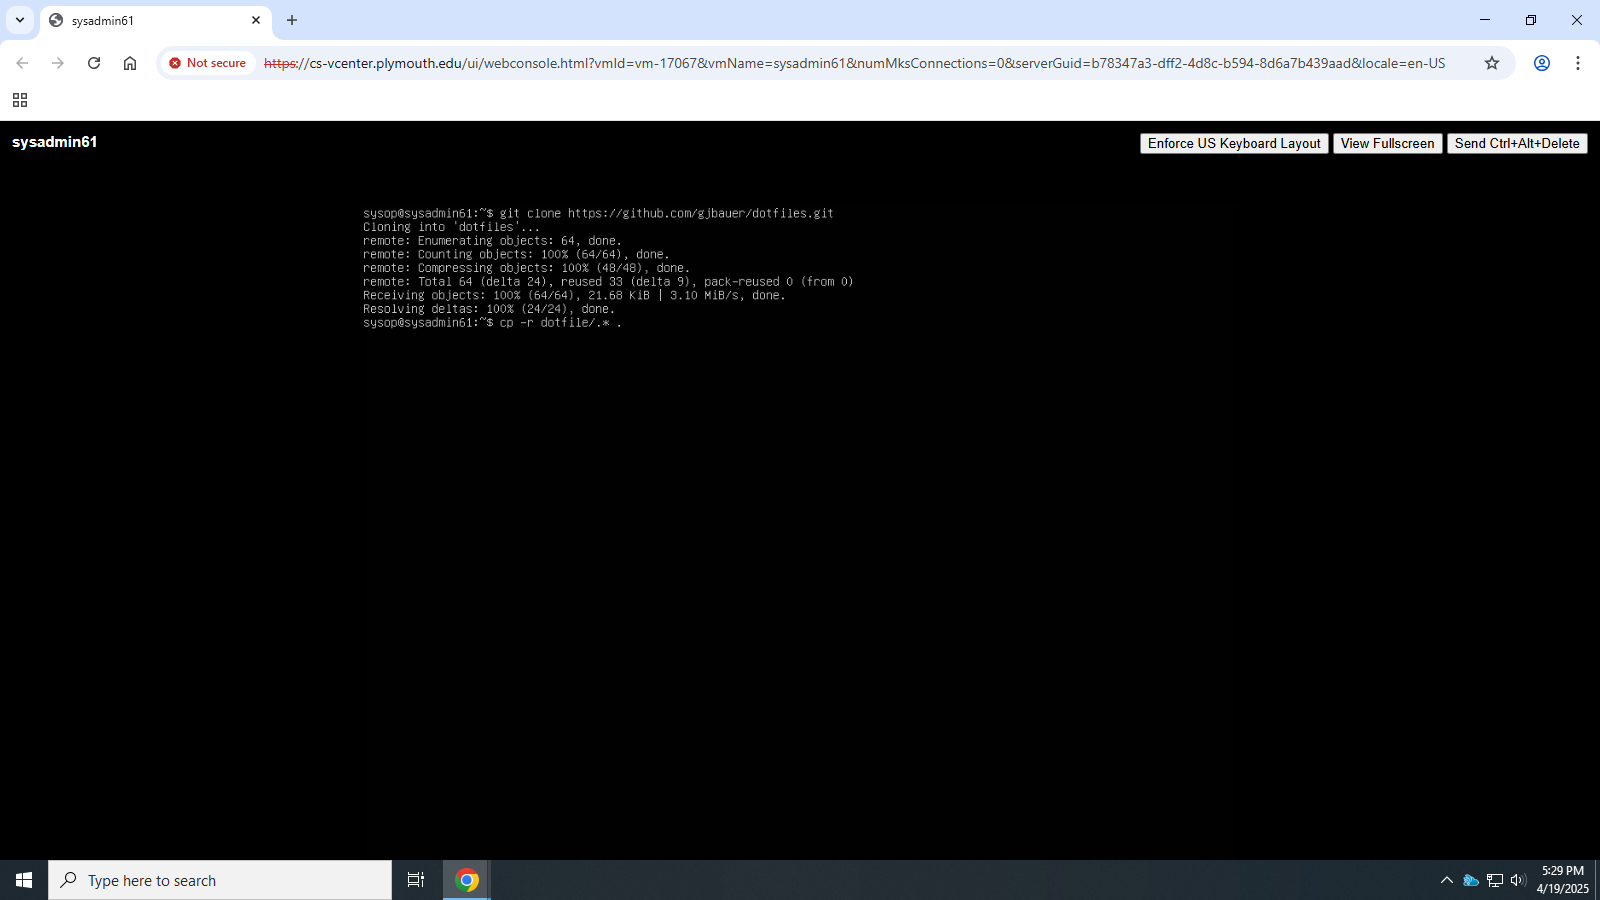 sysadmin61
Not secure
https://cs-vcenter.plymouth.edu/ui/webconsole.html?vmId=vm-17067&vmName=sysadmin61&numMksConnections=0&serverGuid=b78347a3-dff2-4d8c-b594-8d6a7b439aad&locale=en-US
sysadmin61
Enforce US Keyboard Layout
View Fullscreen
Send Ctrl+Alt+Delete
sysop@sysadmin61:~$ git clone https://github.com/gjbauer/dotfiles.git
Cloning into 'dotfiles'...
remote: Enumerating objects: 64, done.
remote: Counting objects: 100% (64/64), done.
remote: Compressing objects: 100% (48/48), done.
remote: Total 64 (delta 24), reused 33 (delta 9), pack-reused 0 (from 0)
Receiving objects: 100% (64/64), 21.68 KiB | 3.10 MiB/s, done.
Resolving deltas: 100% (24/24), done.
sysop@sysadmin61:~$ cp -r dotfile/.* .
Type here to search
5:29 PM
4/19/2025